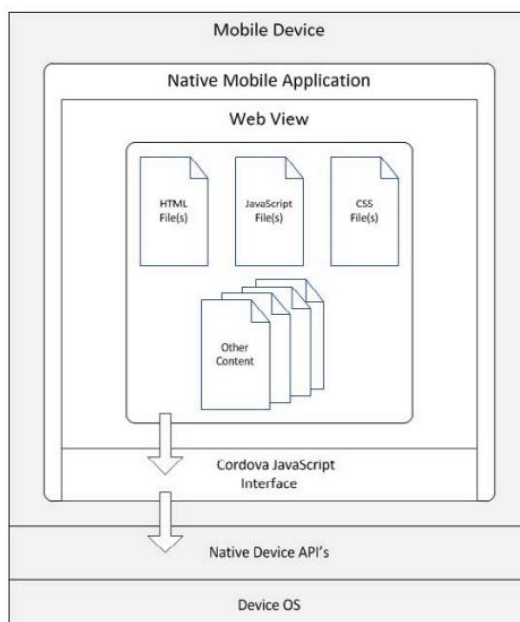 Mobile Device
Native Mobile Application
Web View
HTML
File(s)
JavaScript
File(s)
CSS
File(s)
Other
Content
Cordova JavaScript
Interface
Native Device API's
Device OS